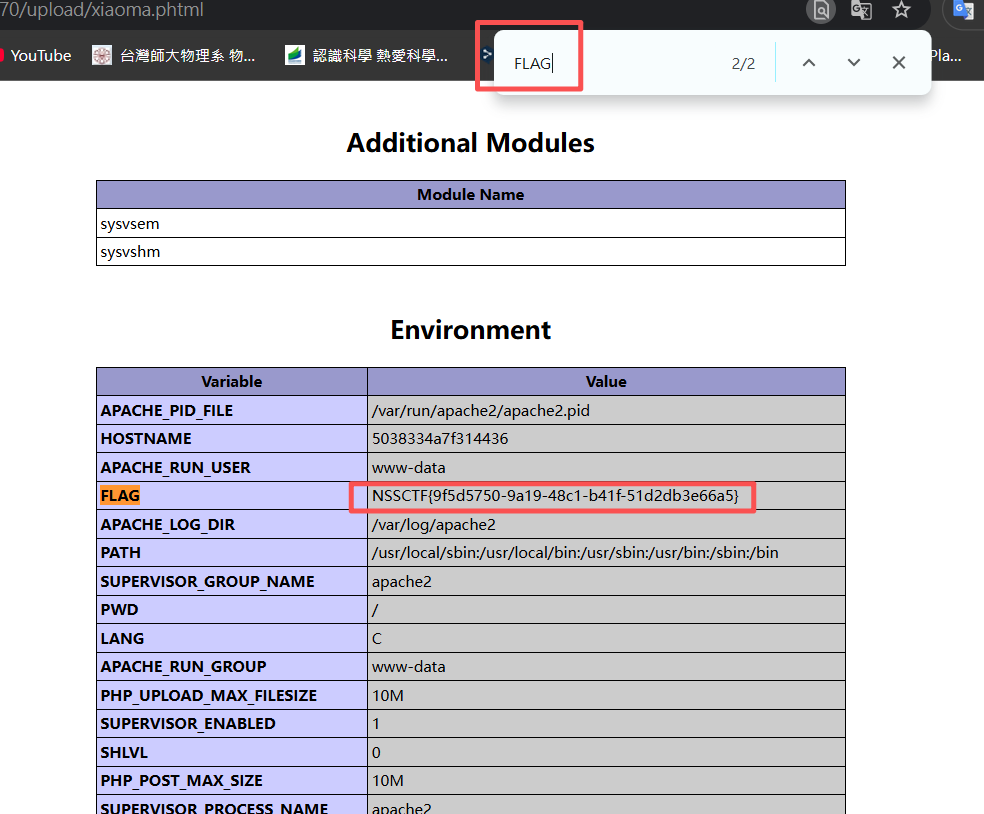 70/upload/xiaoma.phtml
YouTube 台灣師大物理系 物... 認識科學 熱愛科學... Pla...
FLAG 2/2
Additional Modules
Module Name
sysvsem
sysvshm
Environment
Variable Value
APACHE_PID_FILE /var/run/apache2/apache2.pid
HOSTNAME 5038334a7f314436
APACHE_RUN_USER www-data
FLAG NSSCTF{9f5d5750-9a19-48c1-b41f-51d2db3e66a5}
APACHE_LOG_DIR /var/log/apache2
PATH /usr/local/sbin:/usr/local/bin:/usr/sbin:/usr/bin:/sbin:/bin
SUPERVISOR_GROUP_NAME apache2
PWD /
LANG C
APACHE_RUN_GROUP www-data
PHP_UPLOAD_MAX_FILESIZE 10M
SUPERVISOR_ENABLED 1
SHLVL 0
PHP_POST_MAX_SIZE 10M
SUPERVISOR_PROCESS_NAME apache2